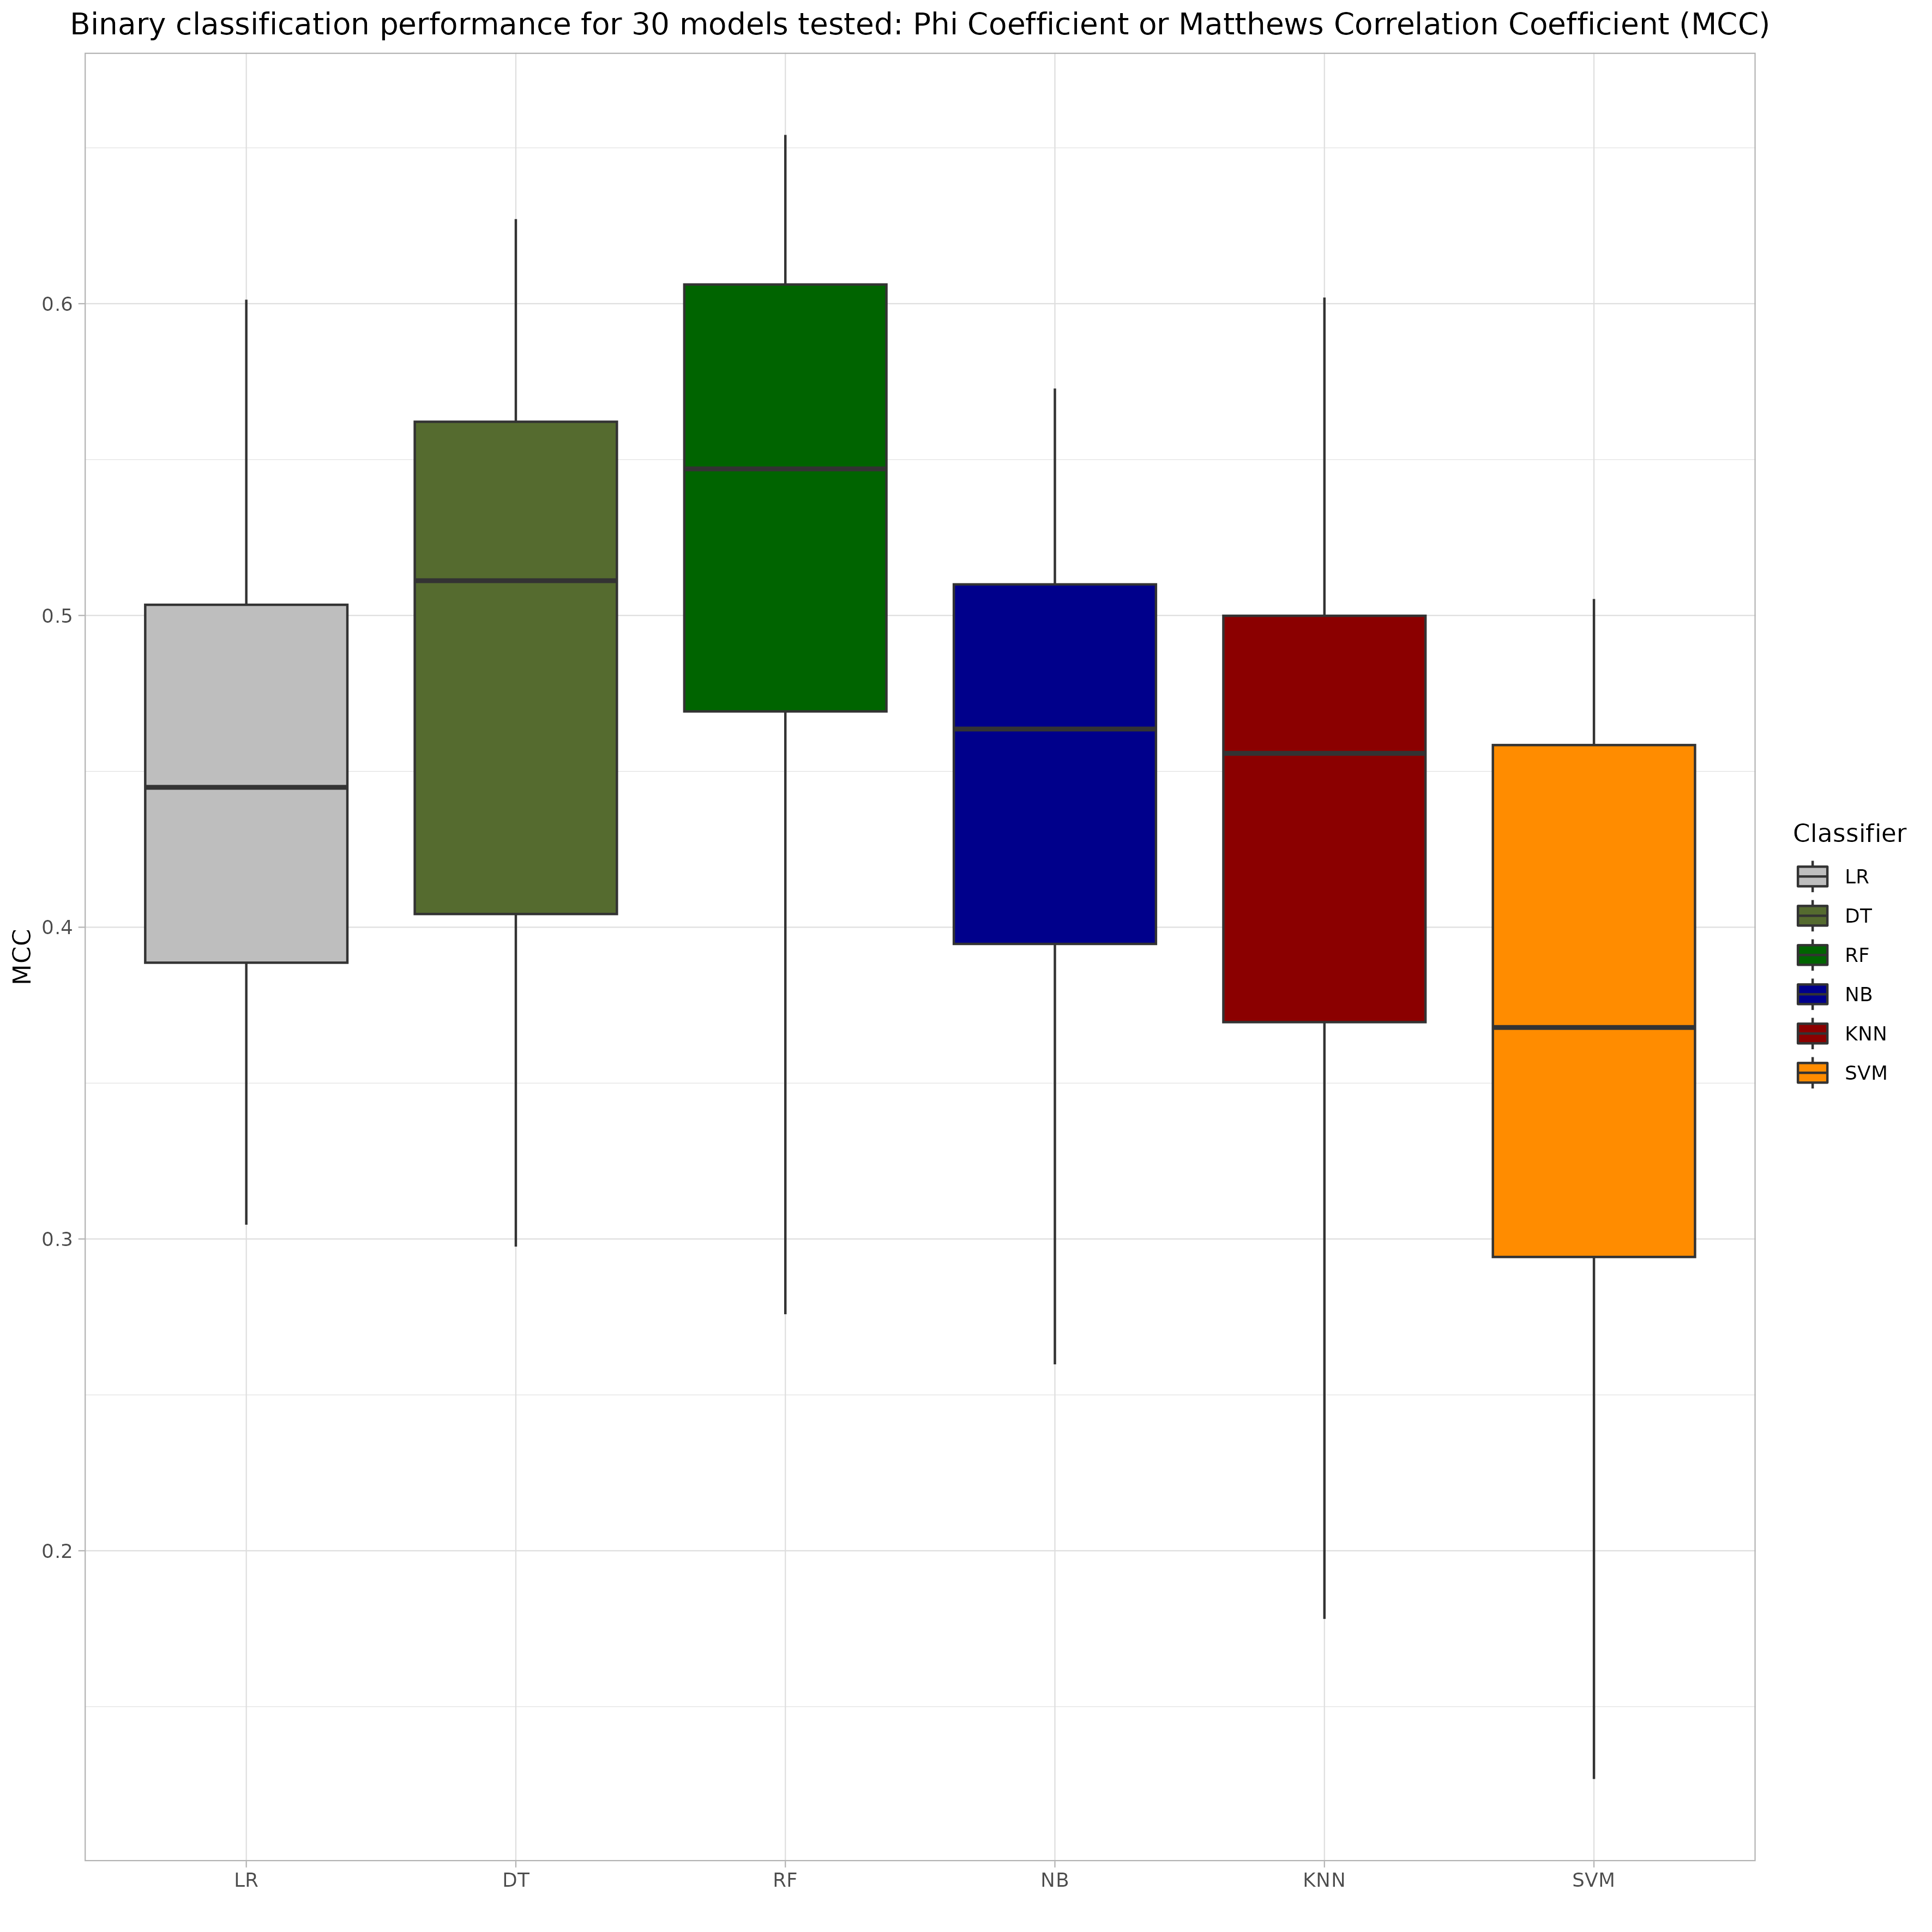 Binary classification performance for 30 models tested: Phi Coefficient or Matthews Correlation Coefficient (MCC)
MCC
0.6
0.5
0.4
0.3
0.2
LR DT RF NB KNN SVM
Classifier
LR
DT
RF
NB
KNN
SVM